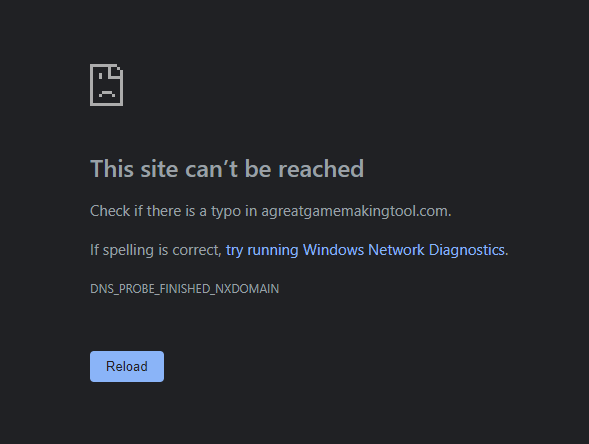 This site can’t be reached
Check if there is a typo in agreatgamemakingtool.com.
If spelling is correct, try running Windows Network Diagnostics.
DNS_PROBE_FINISHED_NXDOMAIN
Reload